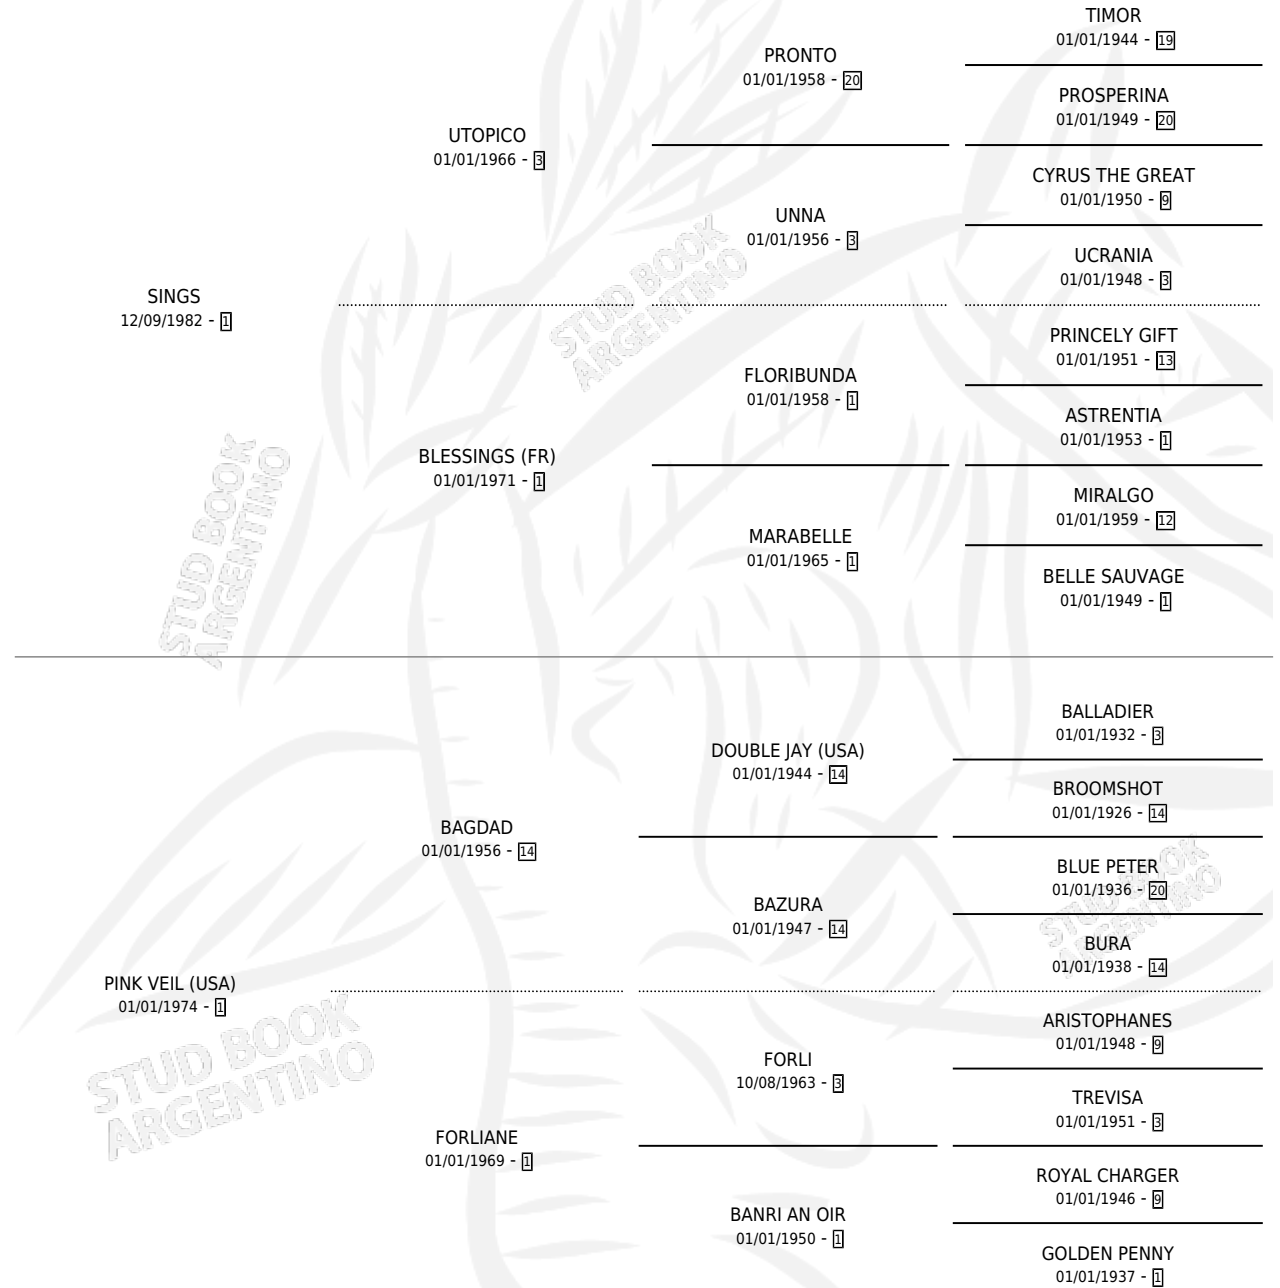 TIMOR
01/01/1944 - 19
PRONTO
01/01/1958 - 20
PROSPERINA
01/01/1949 - 20
UTOPICO
01/01/1966 - 3
CYRUS THE GREAT
01/01/1950 - 9
UNNA
01/01/1956 - 3
UCRANIA
01/01/1948 - 3
SINGS
12/09/1982 - 1
PRINCELY GIFT
01/01/1951 - 13
FLORIBUNDA
01/01/1958 - 1
ASTRENTIA
01/01/1953 - 1
BLESSINGS (FR)
01/01/1971 - 1
MIRALGO
01/01/1959 - 12
MARABELLE
01/01/1965 - 1
BELLE SAUVAGE
01/01/1949 - 1
STUD BOOK
ARGENTINO
STUD BOOK
ARGENTINO
BALLADIER
01/01/1932 - 3
DOUBLE JAY (USA)
01/01/1944 - 14
BROOMSHOT
01/01/1926 - 14
BAGDAD
01/01/1956 - 14
BLUE PETER
01/01/1936 - 20
BAZURA
01/01/1947 - 14
BURA
01/01/1938 - 14
STUD BOOK
ARGENTINO
PINK VEIL (USA)
01/01/1974 - 1
ARISTOPHANES
01/01/1948 - 9
FORLI
10/08/1963 - 3
TREVISA
01/01/1951 - 3
FORLIANE
01/01/1969 - 1
ROYAL CHARGER
01/01/1946 - 9
BANRI AN OIR
01/01/1950 - 1
GOLDEN PENNY
01/01/1937 - 1
STUD BOOK
ARGENTINO